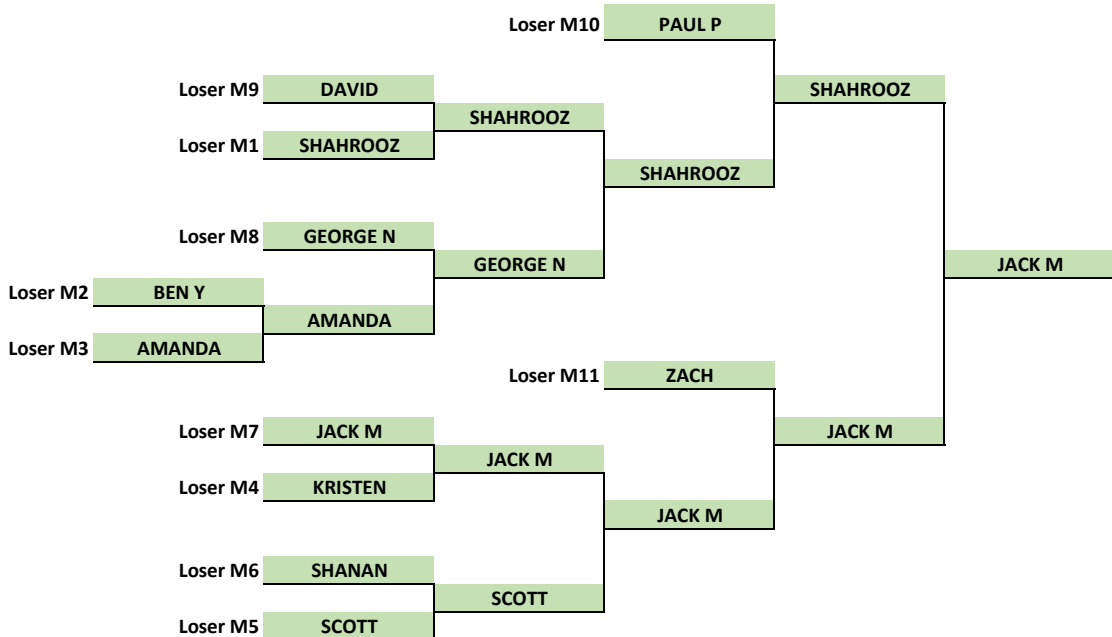 Loser M10 PAUL P
Loser M9 DAVID SHAHROOZ
SHAHROOZ
Loser M1 SHAHROOZ
SHAHROOZ
Loser M8 GEORGE N
GEORGE N JACK M
Loser M2 BEN Y
AMANDA
Loser M3 AMANDA
Loser M11 ZACH
Loser M7 JACK M JACK M
JACK M
Loser M4 KRISTEN
JACK M
Loser M6 SHANAN
SCOTT
Loser M5 SCOTT